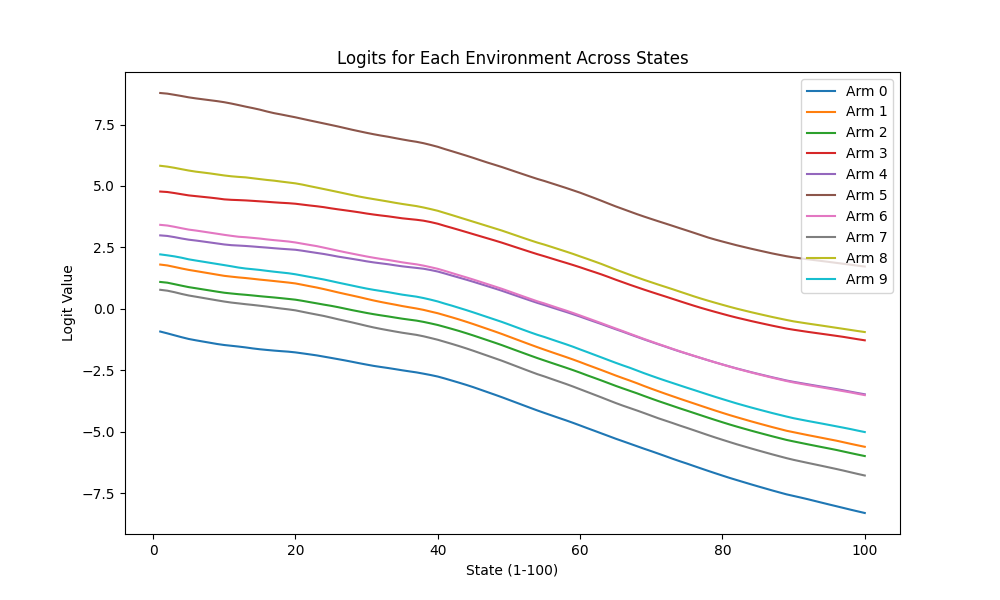 Logits for Each Environment Across States
Logit Value
7.5
5.0
2.5
0.0
−2.5
−5.0
−7.5
0
20
40
60
80
100
State (1-100)
Arm 0
Arm 1
Arm 2
Arm 3
Arm 4
Arm 5
Arm 6
Arm 7
Arm 8
Arm 9